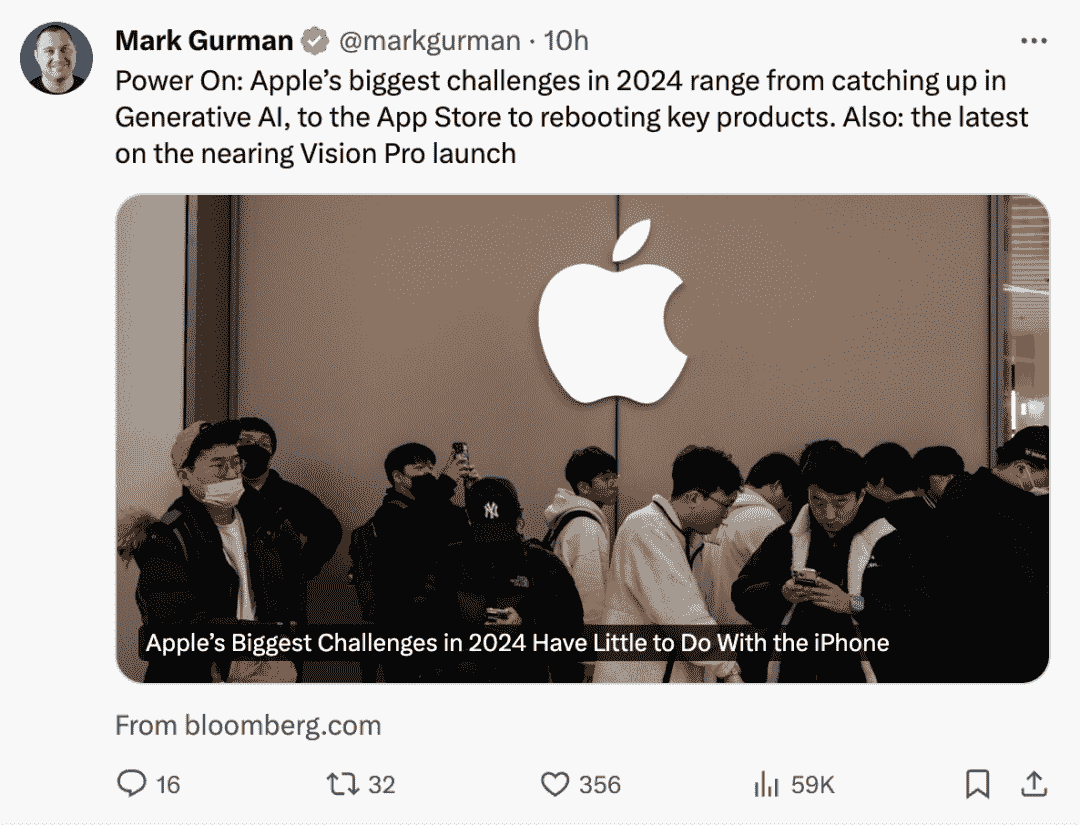 Mark Gurman @markgurman · 10h
Power On: Apple’s biggest challenges in 2024 range from catching up in
Generative AI, to the App Store to rebooting key products. Also: the latest
on the nearing Vision Pro launch
NY
Apple’s Biggest Challenges in 2024 Have Little to Do With the iPhone
From bloomberg.com
16 32 356 59K